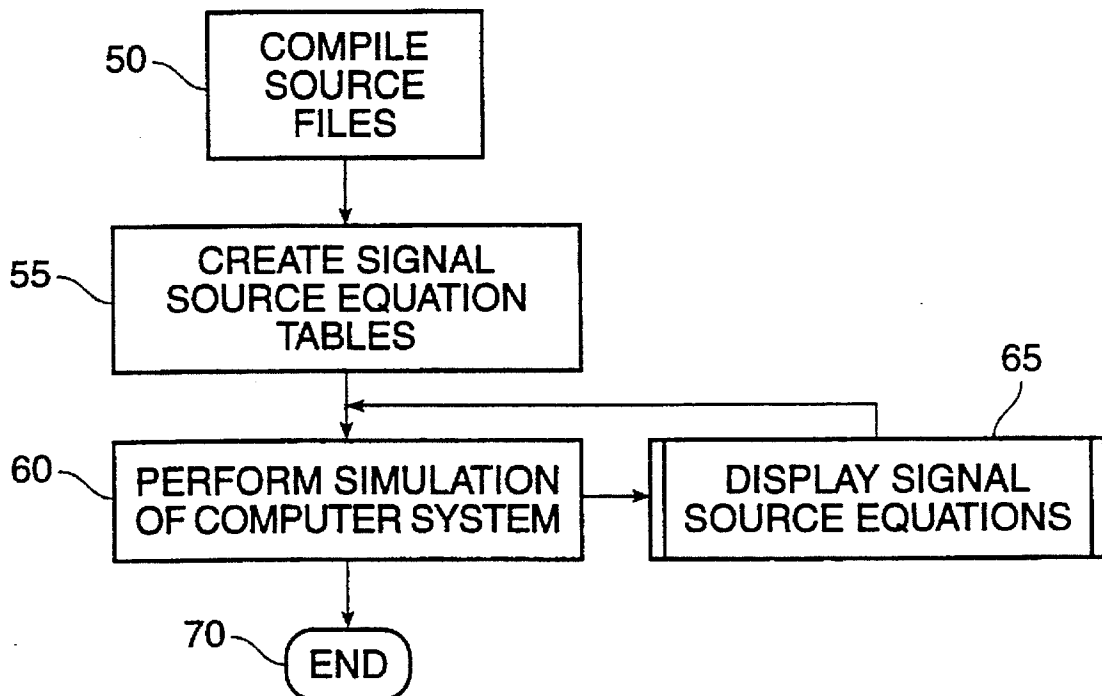 50
COMPILE
SOURCE
FILES
55
CREATE SIGNAL
SOURCE EQUATION
TABLES
60
PERFORM SIMULATION
OF COMPUTER SYSTEM
65
DISPLAY SIGNAL
SOURCE EQUATIONS
70
END